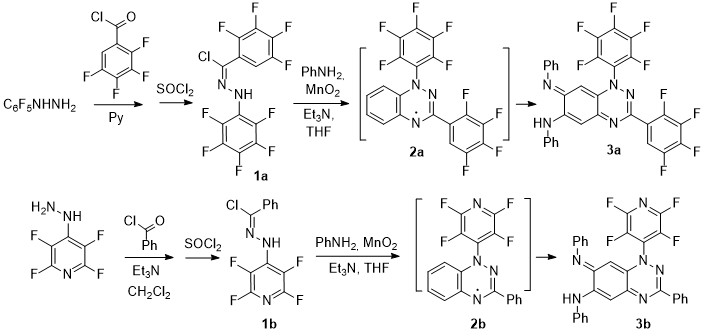 Cl O
F
F
F
F
C6F5NHNH2
Py
SOCl2
F
F
F
F
Cl
N
NH
F F
F F
F
1a
PhNH2,
MnO2
Et3N,
THF
F
F F
F F
N
N
N
F
F
F
F
2a
F
F F
F F
Ph
N
N
N
N
HN
Ph
F
F
F
F
3a
H2N
NH
F F
F N F
Cl O
Ph
Et3N
CH2Cl2
SOCl2
Cl Ph
N
NH
F F
F N F
1b
PhNH2, MnO2
Et3N, THF
F N F
F F
N
N
N Ph
2b
F N F
F F
Ph
N
N
N
N Ph
HN
Ph
3b